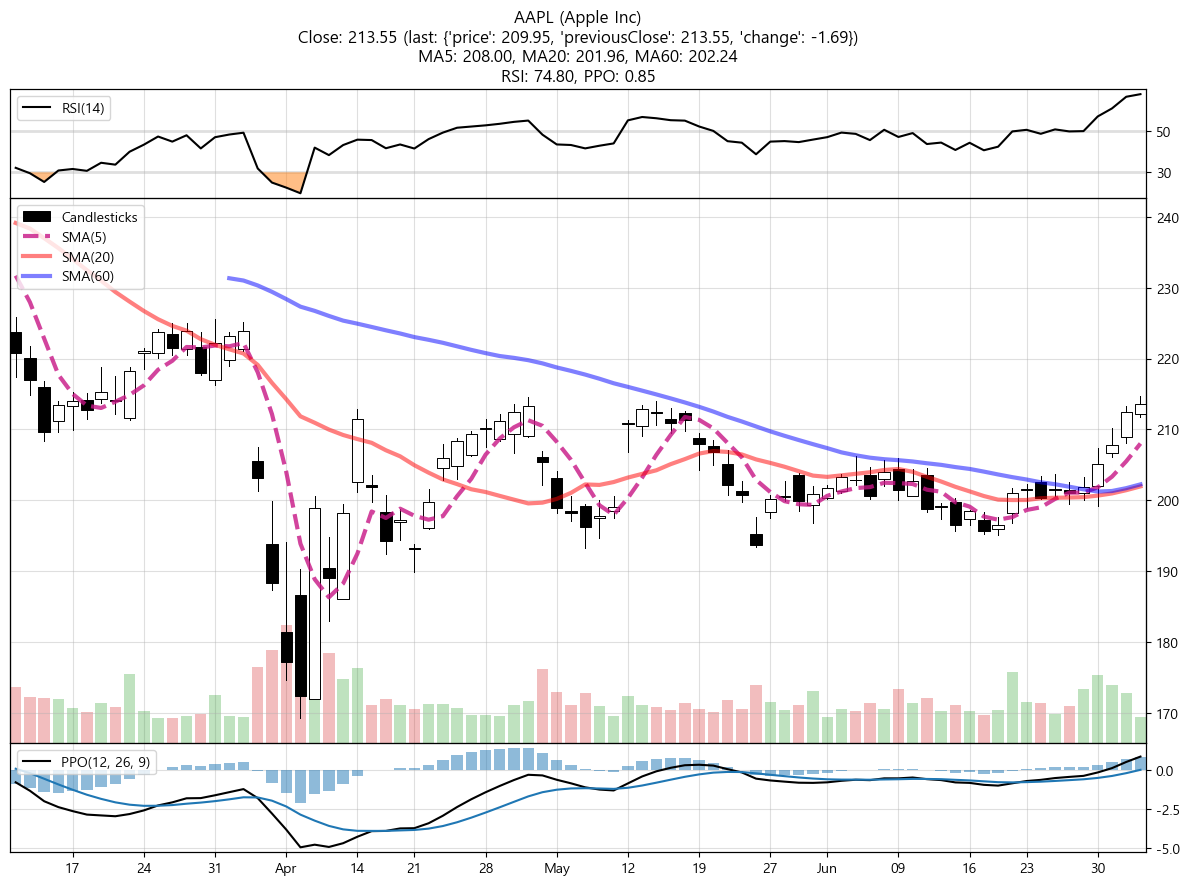 AAPL (Apple Inc)
Close: 213.55 (last: {'price': 209.95, 'previousClose': 213.55, 'change': -1.69})
MA5: 208.00, MA20: 201.96, MA60: 202.24
RSI: 74.80, PPO: 0.85
RSI(14)
50
30
Candlesticks
SMA(5)
SMA(20)
SMA(60)
240
230
220
210
200
190
180
170
PPO(12, 26, 9)
0.0
-2.5
-5.0
17 24 31 Apr 14 21 28 May 12 19 27 Jun 09 16 23 30